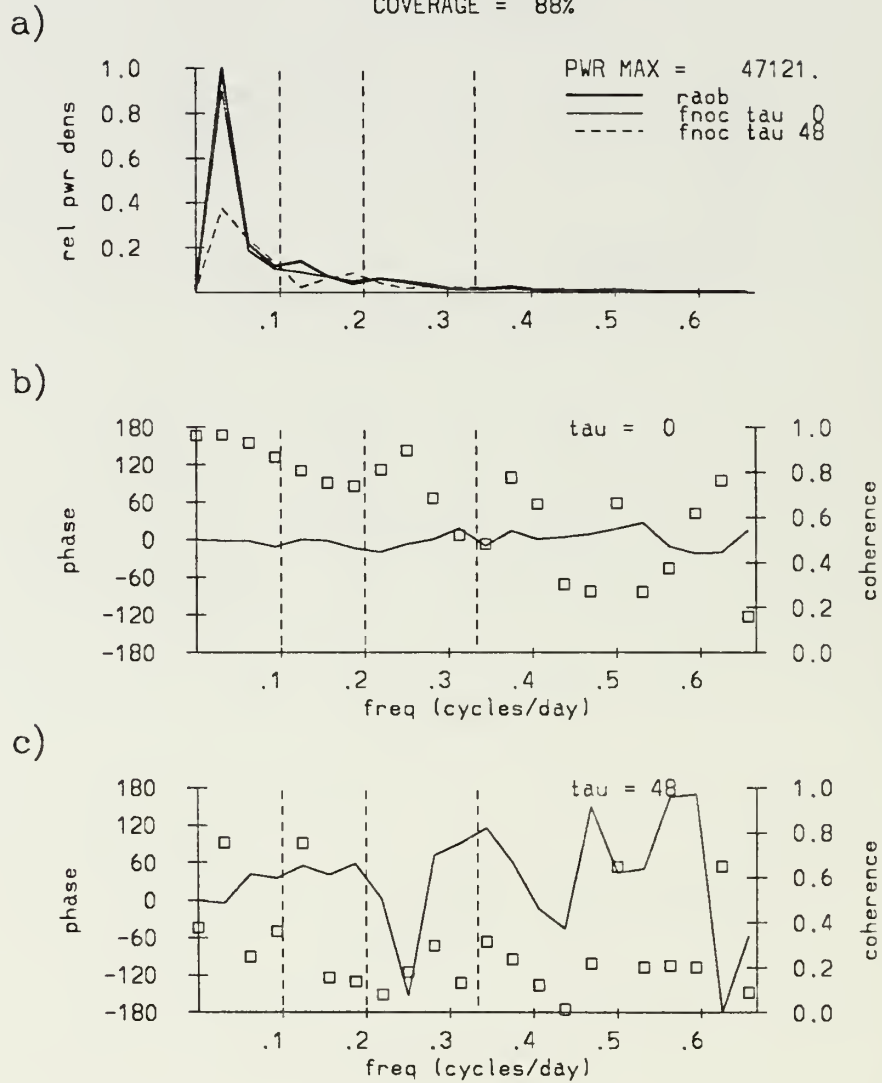 COVERAGE = 88%
a)
PWR MAX = 47121.
raob
fnoc tau 0
fnoc tau 48
rel pwr dens
1.0
0.8
0.6
0.4
0.2
.1 .2 .3 .4 .5 .6
b)
tau = 0
phase
180
120
60
0
-60
-120
-180
1.0
0.8
0.6
0.4
0.2
0.0
coherence
.1 .2 .3 .4 .5 .6
freq (cycles/day)
c)
tau = 48
phase
180
120
60
0
-60
-120
-180
1.0
0.8
0.6
0.4
0.2
0.0
coherence
.1 .2 .3 .4 .5 .6
freq (cycles/day)